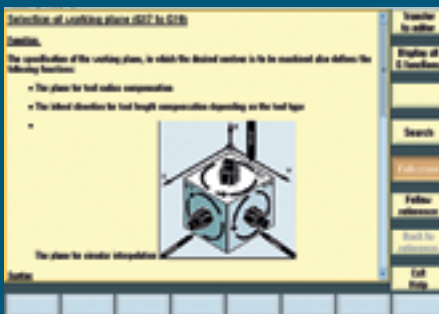 Selection of working plane (G17 to G19)
Function
The specification of the working plane, in which the desired contour is to be machined also defines the
following functions:
• The plane for tool radius compensation
• The infeed direction for tool length compensation depending on the tool type
•
The plane for circular interpolation
Syntax
Transfer
to editor
Display all
G functions
Search
Full screen
Follow
reference
Back to
reference
Exit
Help